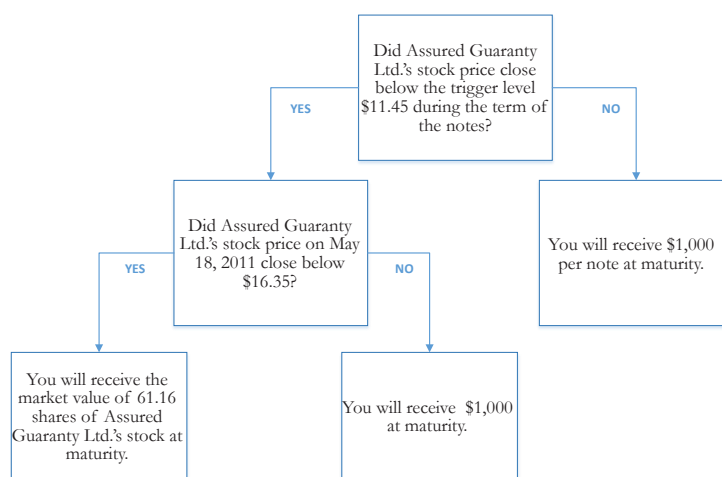 Did Assured Guaranty
Ltd.'s stock price close
below the trigger level
$11.45 during the term of
the notes?
YES
NO
Did Assured Guaranty
Ltd.'s stock price on May
18, 2011 close below
$16.35?
You will receive $1,000
per note at maturity.
YES
NO
You will receive the
market value of 61.16
shares of Assured
Guaranty Ltd.'s stock at
maturity.
You will receive $1,000
at maturity.